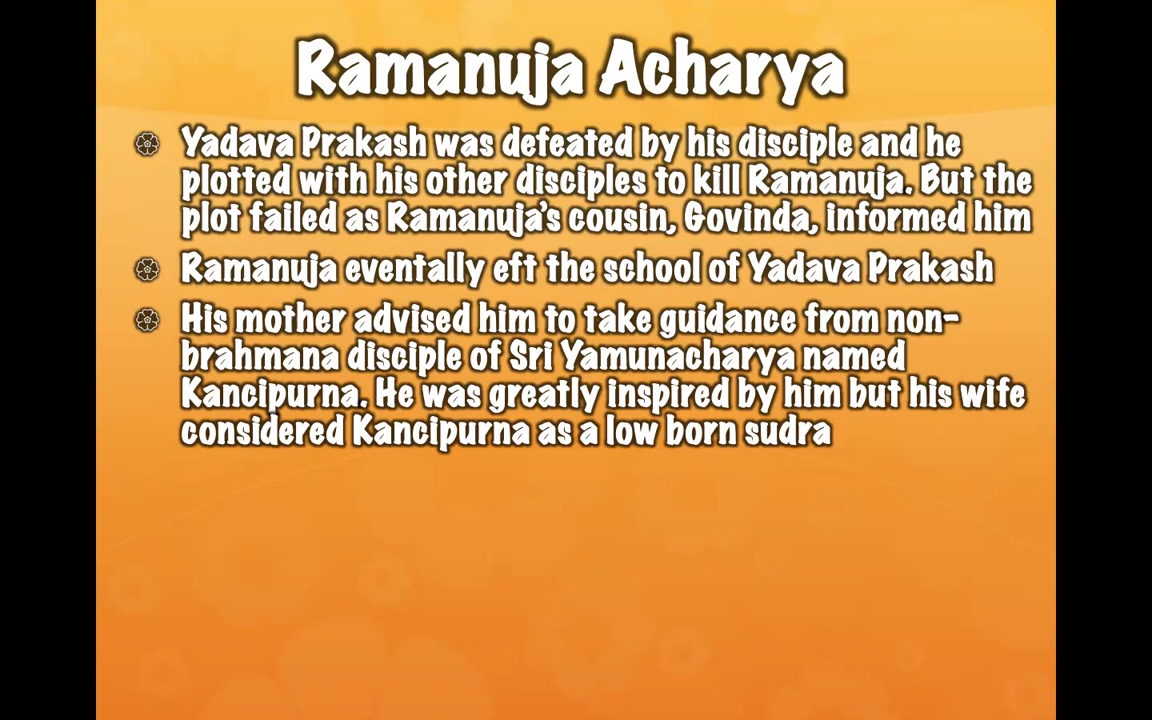 Ramanuja Acharya
Yadava Prakash was defeated by his disciple and he
plotted with his other disciples to kill Ramanuja. But the
plot failed as Ramanuja’s cousin, Govinda, informed him
Ramanuja eventally eft the school of Yadava Prakash
His mother advised him to take guidance from non-
brahmana disciple of Sri Yamunacharya named
Kancipurna. He was greatly inspired by him but his wife
considered Kancipurna as a low born sudra